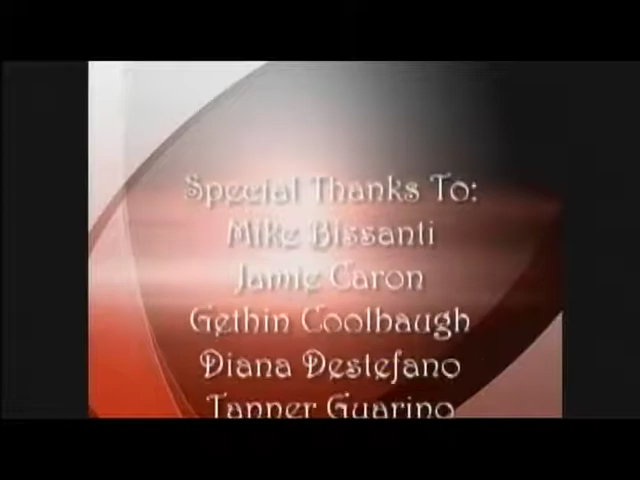 Special Thanks To:
Mike Bissanti
Jamie Caron
Gethin Coolbaugh
Diana Destefano
Tanner Guarino